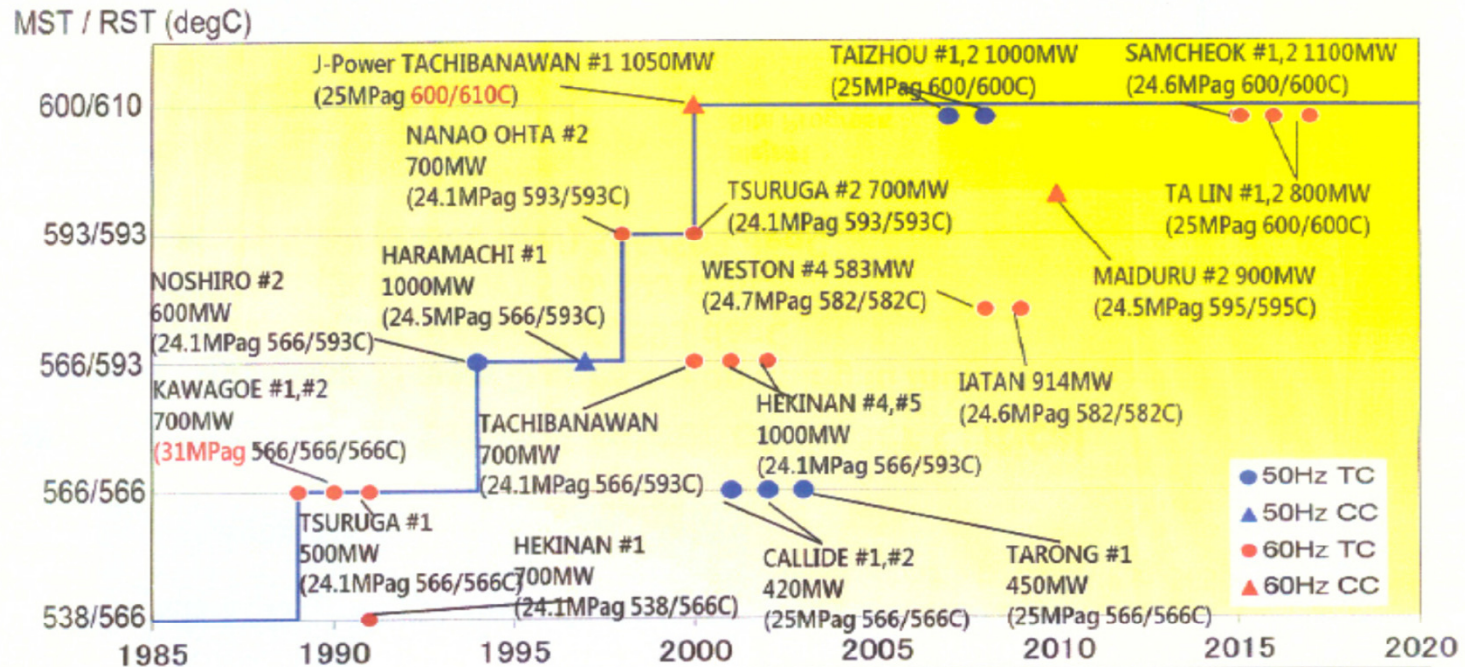 MST / RST (degC)
J-Power TACHIBANAWAN #1 1050MW
(25MPag 600/610C)
TAIZHOU #1,2 1000MW
(25MPag 600/600C)
SAMCHEOK #1,2 1100MW
(24.6MPag 600/600C)
600/610
NANAO OHTA #2
700MW
(24.1MPag 593/593C)
TSURUGA #2 700MW
(24.1MPag 593/593C)
TA LIN #1,2 800MW
(25MPag 600/600C)
593/593
HARAMACHI #1
1000MW
(24.5MPag 566/593C)
WESTON #4 583MW
(24.7MPag 582/582C)
MAIDURU #2 900MW
(24.5MPag 595/595C)
NOSHIRO #2
600MW
(24.1MPag 566/593C)
566/593
KAWAGOE #1,#2
700MW
(31MPag 566/566/566C)
TACHIBANAWAN
700MW
(24.1MPag 566/593C)
HEKINAN #4,#5
1000MW
(24.1MPag 566/593C)
IATAN 914MW
(24.6MPag 582/582C)
566/566
TSURUGA #1
500MW
(24.1MPag 566/566C)
HEKINAN #1
700MW
(24.1MPag 538/566C)
CALLIDE #1,#2
420MW
(25MPag 566/566C)
TARONG #1
450MW
(25MPag 566/566C)
50Hz TC
50Hz CC
60Hz TC
60Hz CC
538/566
1985 1990 1995 2000 2005 2010 2015 2020